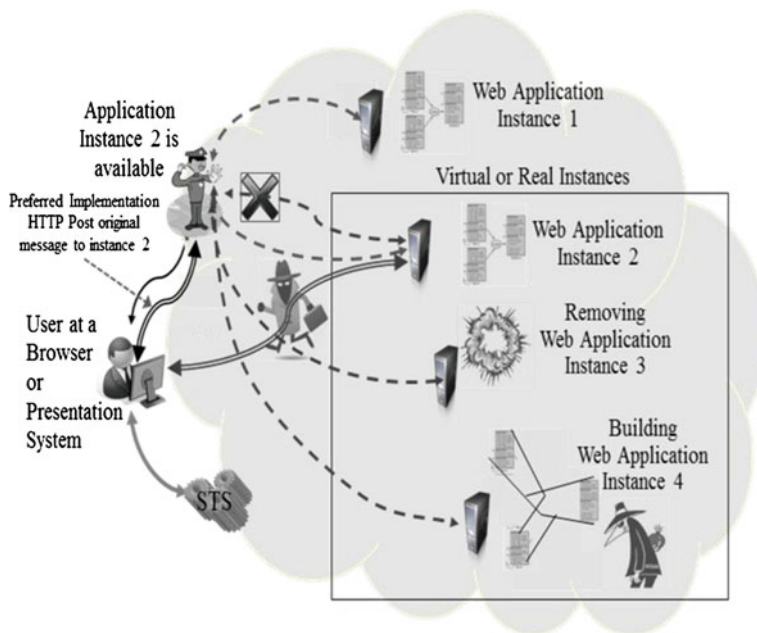 Application
Instance 2 is
available
Preferred Implementation
HTTP Post original
message to instance 2
User at a
Browser
or
Presentation
System
STS
Web Application
Instance 1
Virtual or Real Instances
Web Application
Instance 2
Removing
Web Application
Instance 3
Building
Web Application
Instance 4